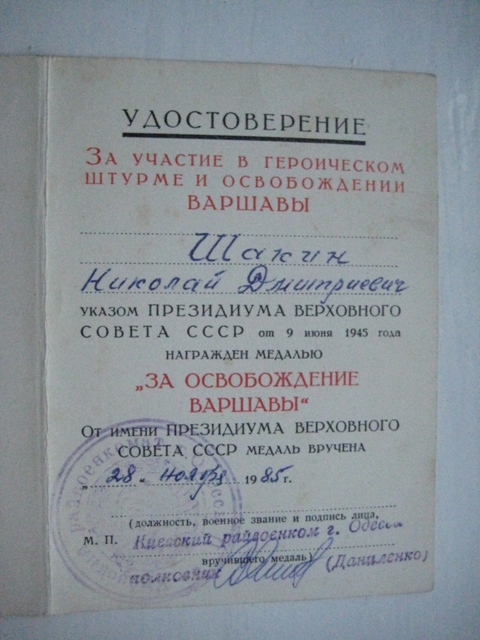 УДОСТОВЕРЕНИЕ
ЗА УЧАСТИЕ В ГЕРОИЧЕСКОМ
ШТУРМЕ И ОСВОБОЖДЕНИИ
ВАРШАВЫ
Шакин
Николай Дмитриевич
УКАЗОМ ПРЕЗИДИУМА ВЕРХОВНОГО
СОВЕТА СССР от 9 июня 1945 года
НАГРАЖДЕН МЕДАЛЬЮ
„ЗА ОСВОБОЖДЕНИЕ
ВАРШАВЫ“
ОТ ИМЕНИ ПРЕЗИДИУМА ВЕРХОВНОГО
СОВЕТА СССР МЕДАЛЬ ВРУЧЕНА
„28“ ноября 1985 г.
(должность, военное звание и подпись лица,
М. П. Киевский райвоенком г. Одессы
вручившего медаль)
полковник (Даниленко)